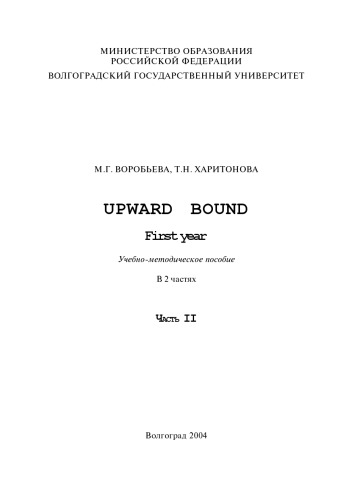 МИНИСТЕРСТВО ОБРАЗОВАНИЯ
РОССИЙСКОЙ ФЕДЕРАЦИИ
ВОЛГОГРАДСКИЙ ГОСУДАРСТВЕННЫЙ УНИВЕРСИТЕТ
М.Г. ВОРОБЬЕВА, Т.Н. ХАРИТОНОВА
UPWARD BOUND
First year
Учебно-методическое пособие
В 2 частях
Часть II
Волгоград 2004